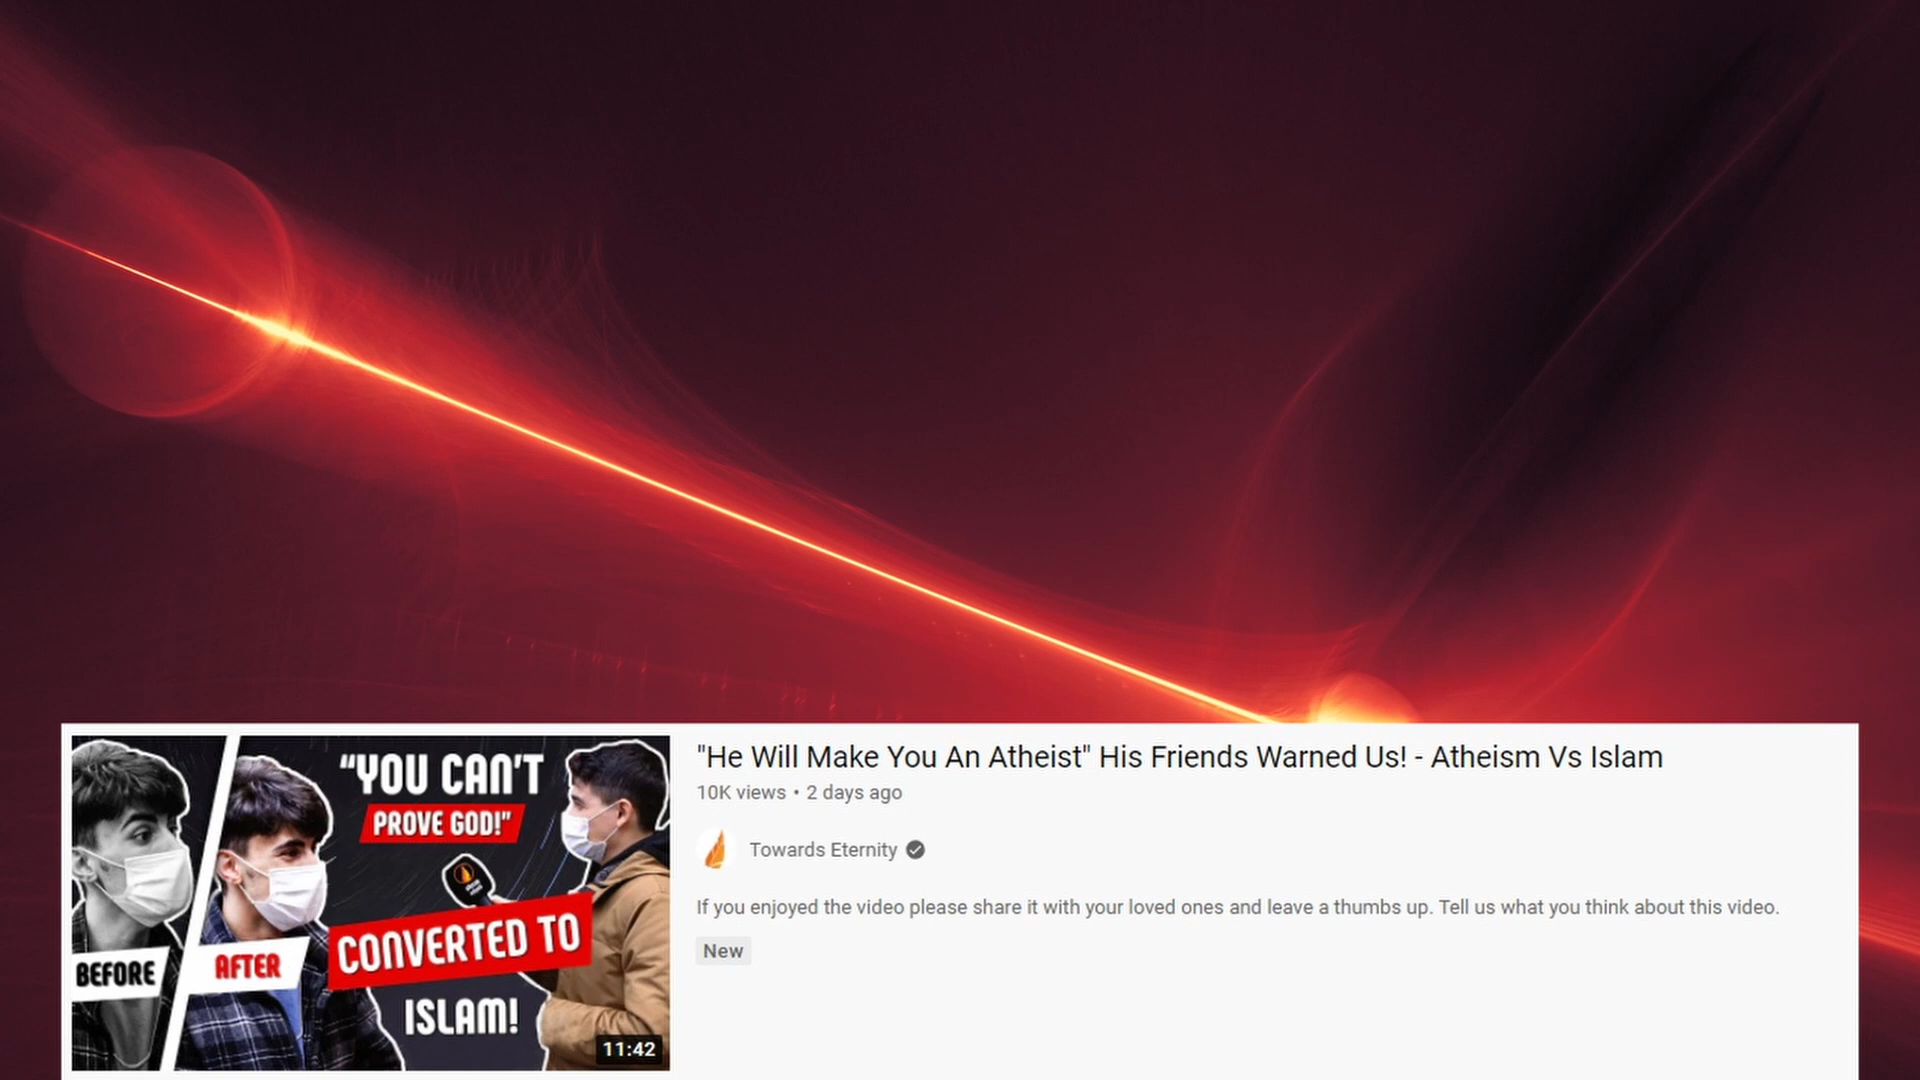 "YOU CAN'T
PROVE GOD!"
CONVERTED TO
ISLAM!
BEFORE
AFTER
11:42
"He Will Make You An Atheist" His Friends Warned Us! - Atheism Vs Islam
10K views • 2 days ago
Towards Eternity
If you enjoyed the video please share it with your loved ones and leave a thumbs up. Tell us what you think about this video.
New